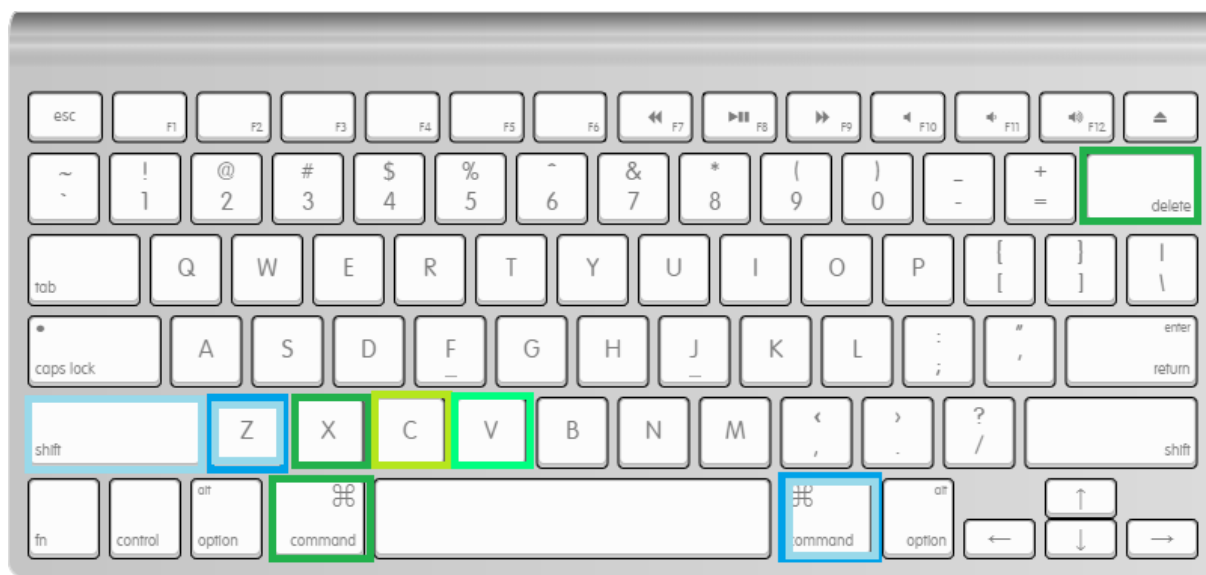 esc F1 F2 F3 F4 F5 F6 F7 F8 F9 F10 F11 F12
~ ! @ # $ % ^ & * ( ) _ +
` 1 2 3 4 5 6 7 8 9 0 - = delete
tab Q W E R T Y U I O P { } |
[ ] \
caps lock A S D F G H J K L : " enter
; ' return
shift Z X C V B N M < > ? shift
, . /
alt ⌘ ⌘ alt ↑
fn control option command command option ← ↓ →